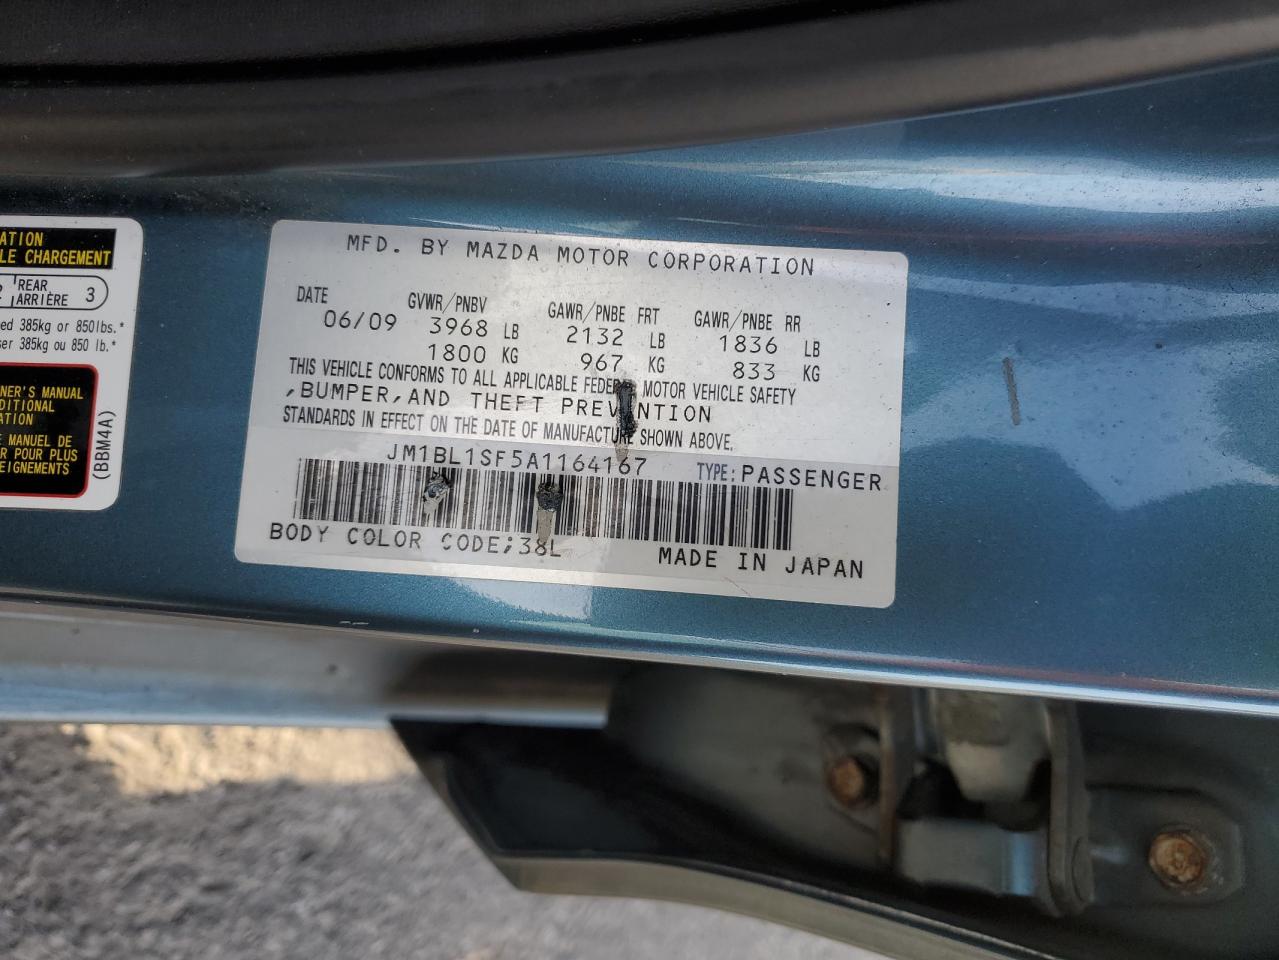 ATION
LE CHARGEMENT
REAR
ARRIÈRE 3
ed 385kg or 850lbs.*
ser 385kg ou 850 lb.*
NER'S MANUAL
DITIONAL
ATION
MANUEL DE
R POUR PLUS
EIGNEMENTS
(BBM4A)
MFD. BY MAZDA MOTOR CORPORATION
DATE GVWR/PNBV GAWR/PNBE FRT GAWR/PNBE RR
06/09 3968 LB 2132 LB 1836 LB
1800 KG 967 KG 833 KG
THIS VEHICLE CONFORMS TO ALL APPLICABLE FEDERAL MOTOR VEHICLE SAFETY
,BUMPER,AND THEFT PREVENTION
STANDARDS IN EFFECT ON THE DATE OF MANUFACTURE SHOWN ABOVE.
JM1BL1SF5A1164167 TYPE:PASSENGER
BODY COLOR CODE;38L MADE IN JAPAN